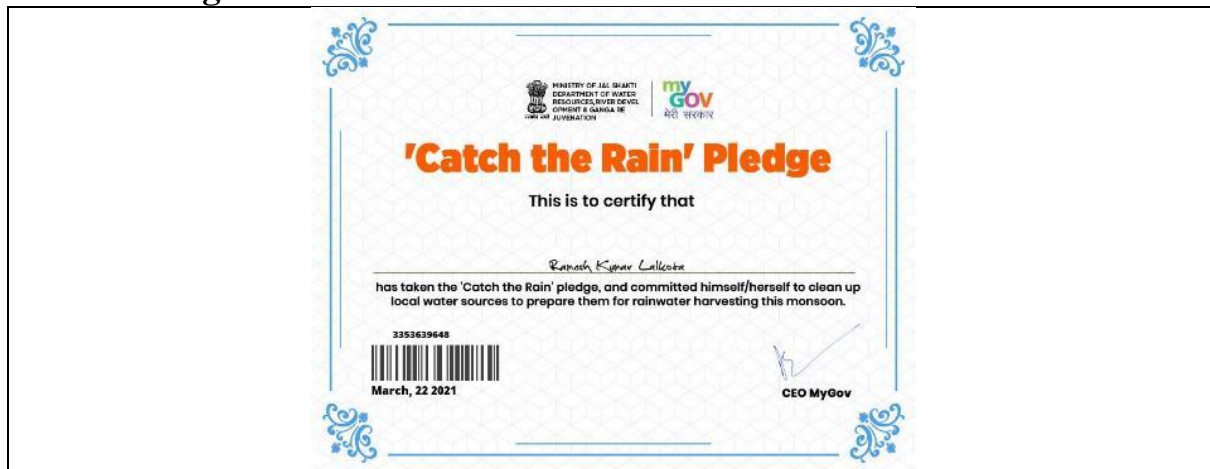 MINISTRY OF JAL SHAKTI
DEPARTMENT OF WATER
RESOURCES,RIVER DEVEL
OPMENT & GANGA RE
JUVENATION
my
GOV
मेरी सरकार
'Catch the Rain' Pledge
This is to certify that
Ramesh Kumar Lalkota
has taken the 'Catch the Rain' pledge, and committed himself/herself to clean up
local water sources to prepare them for rainwater harvesting this monsoon.
3353639648
March, 22 2021
CEO MyGov